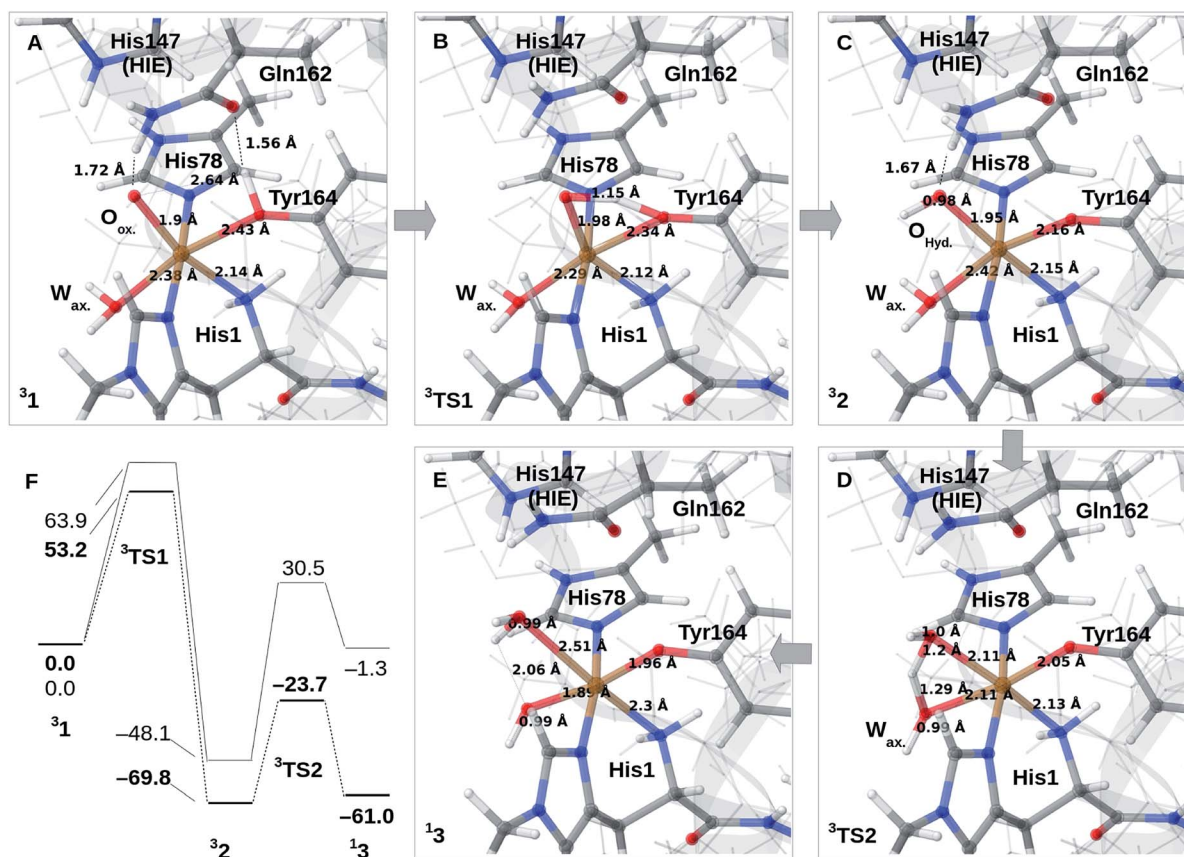 A
His147
(HIE)
Gln162
1.56 Å
1.72 Å
His78
2.64 Å
Tyr164
Oox.
1.9 Å
2.43 Å
2.38 Å
2.14 Å
Wax.
His1
³1
B
His147
(HIE)
Gln162
His78
1.15 Å
Tyr164
1.98 Å
2.34 Å
2.29 Å
2.12 Å
Wax.
His1
³TS1
C
His147
(HIE)
Gln162
1.67 Å
His78
0.98 Å
Tyr164
OHyd.
1.95 Å
2.16 Å
2.42 Å
2.15 Å
Wax.
His1
³2
F
63.9
53.2
³TS1
30.5
0.0
0.0
–1.3
³1
–23.7
–48.1
–69.8
³TS2
–61.0
³2
¹3
E
His147
(HIE)
Gln162
His78
0.99 Å
Tyr164
2.51 Å
2.06 Å
1.96 Å
1.89 Å
2.3 Å
0.99 Å
His1
¹3
D
His147
(HIE)
Gln162
His78
1.0 Å
Tyr164
1.2 Å
2.11 Å
2.05 Å
1.29 Å
2.11 Å
2.13 Å
Wax.
0.99 Å
His1
³TS2